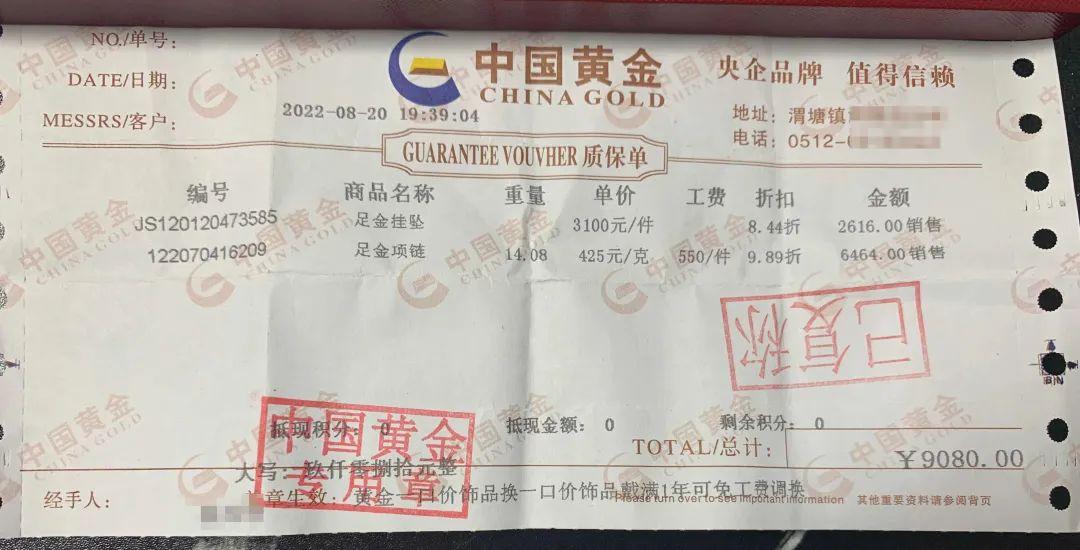 NO./单号：
中国黄金
CHINA GOLD
央企品牌 值得信赖
DATE/日期：
2022-08-20 19:39:04
地址：渭塘镇
MESSRS/客户：
电话：0512-
GUARANTEE VOUVHER 质保单
编号 商品名称 重量 单价 工费 折扣 金额
JS120120473585 足金挂坠 3100元/件 8.44折 2616.00销售
122070416209 足金项链 14.08 425元/克 550/件 9.89折 6464.00销售
已复称
中国黄金
专用章
抵现积分：0 抵现金额：0 剩余积分：0
TOTAL/总计：
￥9080.00
大写：玖仟零捌拾元整
经手人：
章生效：黄金一口价饰品换一口价饰品戴满1年可免工费调换
Please turn over to see important information 其他重要资料请参阅背页